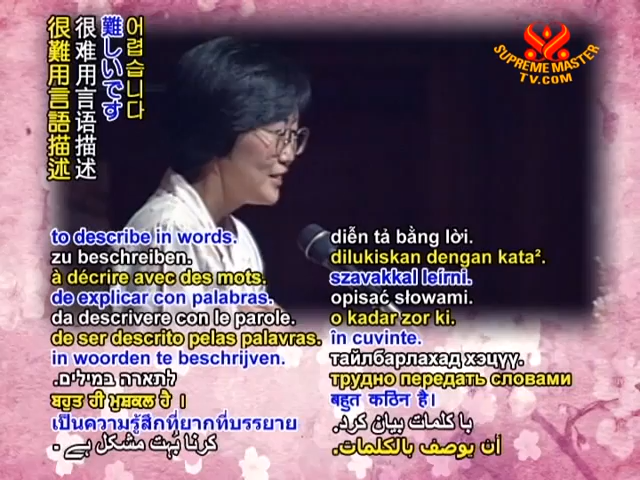 SUPREME MASTER
TV.COM
어렵습니다
難しいです
很难用言语描述
很難用言語描述
to describe in words.
zu beschreiben.
à décrire avec des mots.
de explicar con palabras.
da descrivere con le parole.
de ser descrito pelas palavras.
in woorden te beschrijven.
לתארה במילים.
ਬਹੁਤ ਹੀ ਮੁਸ਼ਕਲ ਹੈ ।
เป็นความรู้สึกที่ยากที่บรรยาย
کرنا بُہت مشکل ہے .
diễn tả bằng lời.
dilukiskan dengan kata².
szavakkal leírni.
opisać słowami.
o kadar zor ki.
în cuvinte.
тайлбарлахад хэцүү.
трудно передать словами
बहुत कठिन है।
با کلمات بیان کرد.
أن يوصف بالكلمات.